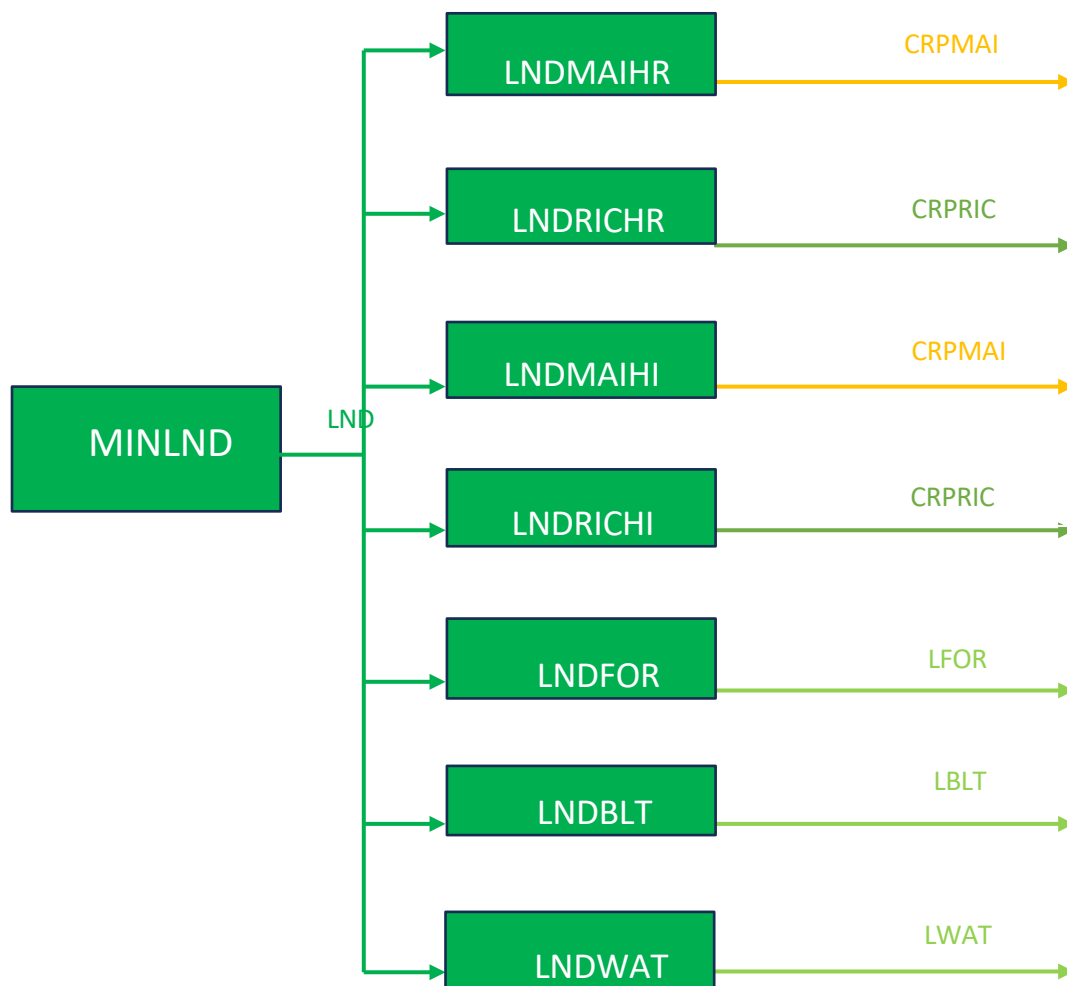 CRPMAI
LNDMAIHR
CRPRIC
LNDRICHR
CRPMAI
LNDMAIHI
LND
MINLND
CRPRIC
LNDRICHI
LFOR
LNDFOR
LBLT
LNDBLT
LWAT
LNDWAT